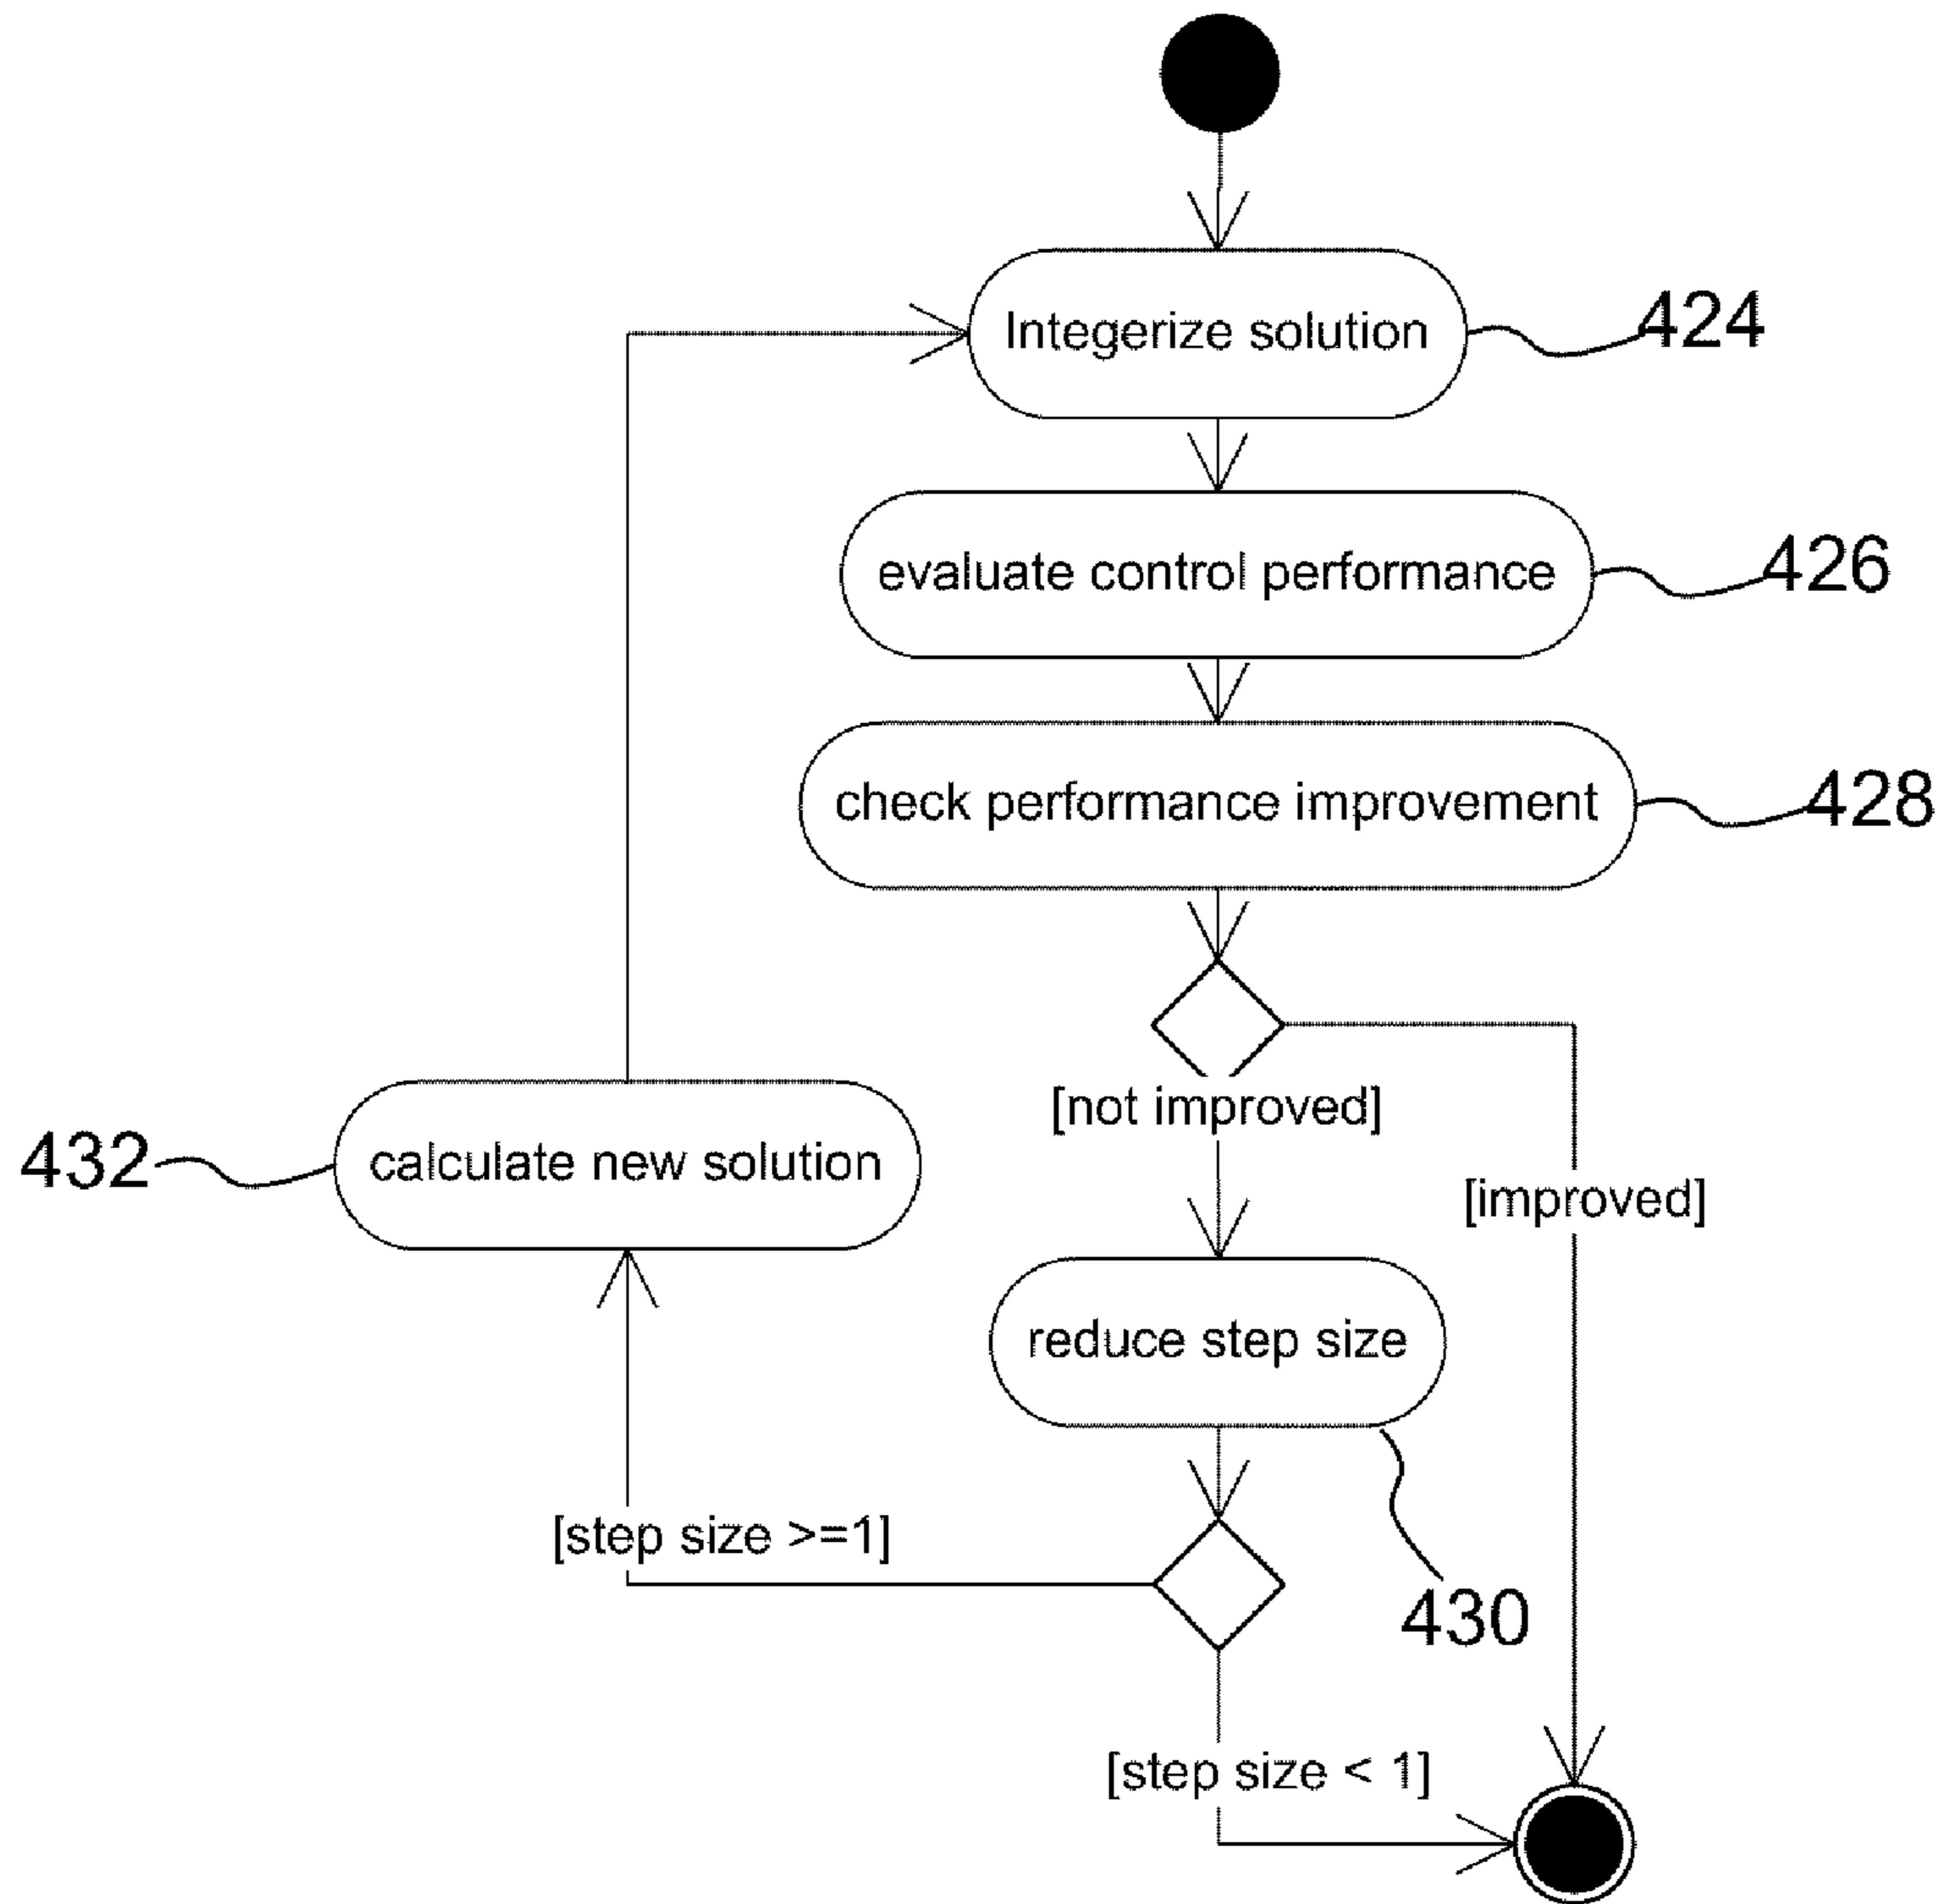 Integerize solution
424
evaluate control performance
426
check performance improvement
428
[not improved]
432
calculate new solution
[improved]
reduce step size
[step size >=1]
430
[step size < 1]